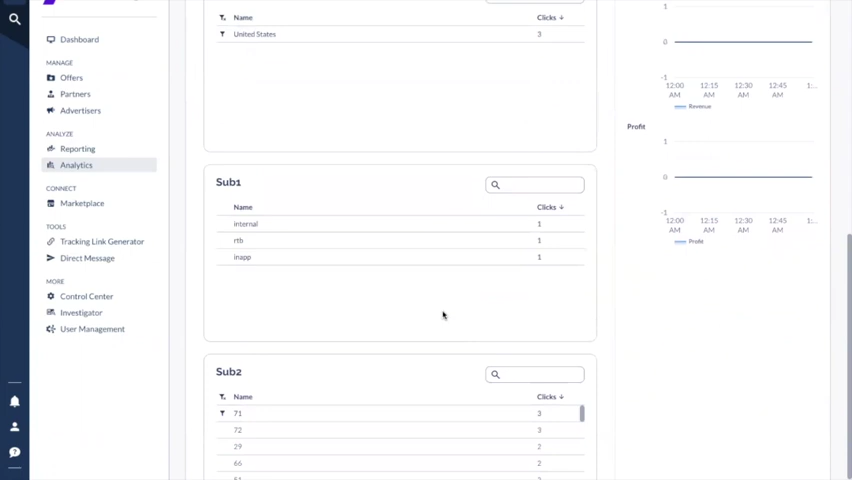 Dashboard
MANAGE
Offers
Partners
Advertisers
ANALYZE
Reporting
Analytics
CONNECT
Marketplace
TOOLS
Tracking Link Generator
Direct Message
MORE
Control Center
Investigator
User Management
Name Clicks ↓
United States 3
Sub1
Name Clicks ↓
internal 1
rtb 1
inapp 1
Sub2
Name Clicks ↓
71 3
72 3
29 2
66 2
1
0
-1
12:00 AM 12:15 AM 12:30 AM 12:45 AM 1:...
Revenue
Profit
1
0
-1
12:00 AM 12:15 AM 12:30 AM 12:45 AM 1:...
Profit